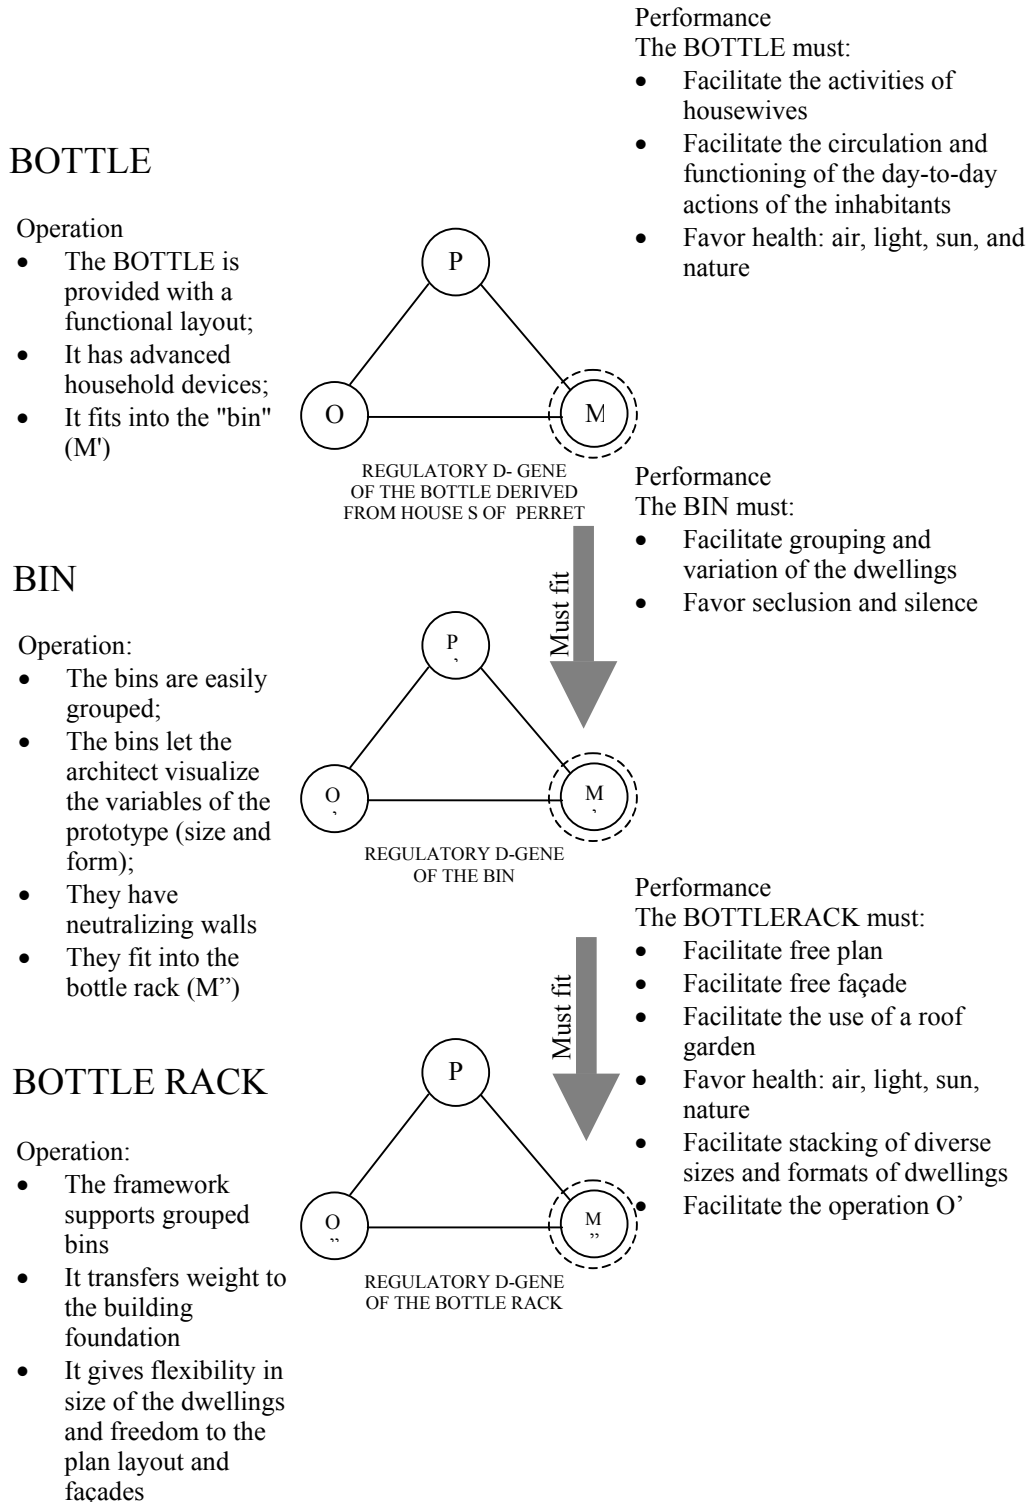 Performance
The BOTTLE must:
• Facilitate the activities of
housewives
• Facilitate the circulation and
functioning of the day-to-day
actions of the inhabitants
• Favor health: air, light, sun, and
nature
BOTTLE
Operation
• The BOTTLE is
provided with a
functional layout;
• It has advanced
household devices;
• It fits into the "bin"
(M')
P
O
M
REGULATORY D- GENE
OF THE BOTTLE DERIVED
FROM HOUSE S OF PERRET
Must fit
Performance
The BIN must:
• Facilitate grouping and
variation of the dwellings
• Favor seclusion and silence
BIN
Operation:
• The bins are easily
grouped;
• The bins let the
architect visualize
the variables of the
prototype (size and
form);
• They have
neutralizing walls
• They fit into the
bottle rack (M”)
P
’
O
’
M
’
REGULATORY D-GENE
OF THE BIN
Must fit
Performance
The BOTTLERACK must:
• Facilitate free plan
• Facilitate free façade
• Facilitate the use of a roof
garden
• Favor health: air, light, sun,
nature
• Facilitate stacking of diverse
sizes and formats of dwellings
• Facilitate the operation O’
BOTTLE RACK
Operation:
• The framework
supports grouped
bins
• It transfers weight to
the building
foundation
• It gives flexibility in
size of the dwellings
and freedom to the
plan layout and
façades
P
O
”
M
”
REGULATORY D-GENE
OF THE BOTTLE RACK